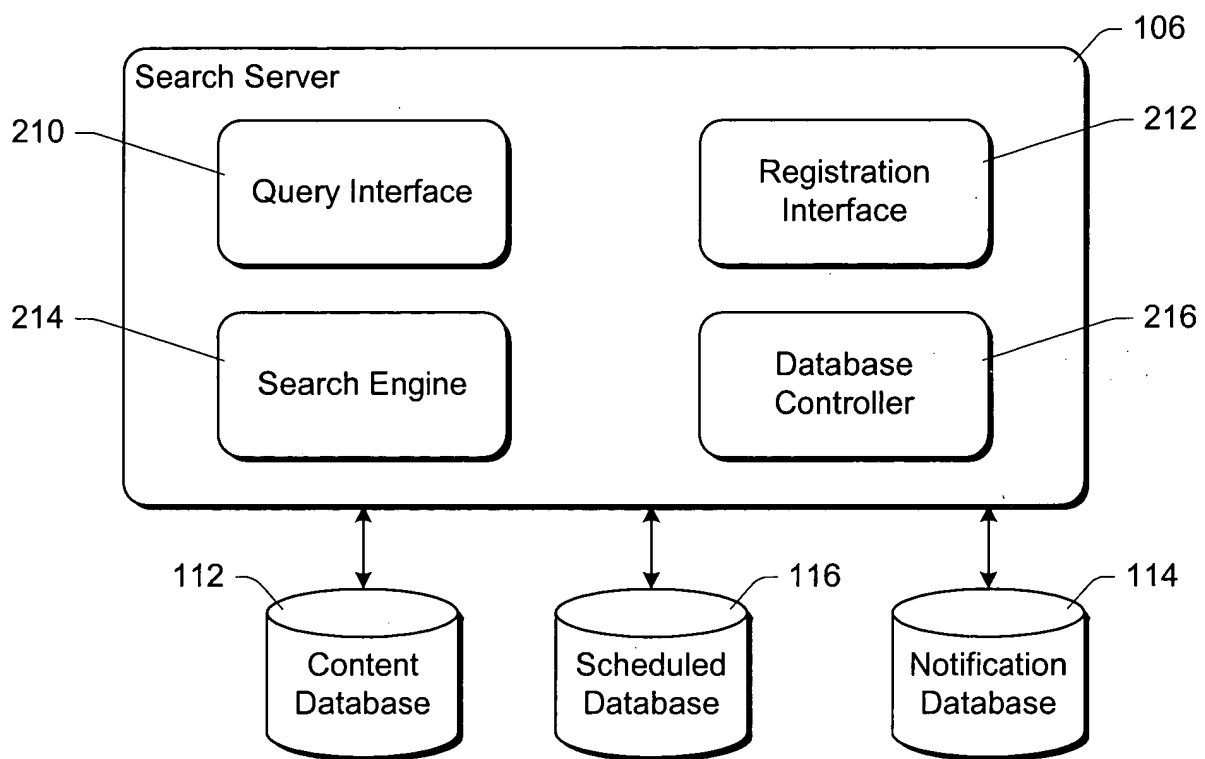 106
Search Server
210
212
Query Interface
Registration
Interface
214
216
Search Engine
Database
Controller
112
116
114
Content
Database
Scheduled
Database
Notification
Database